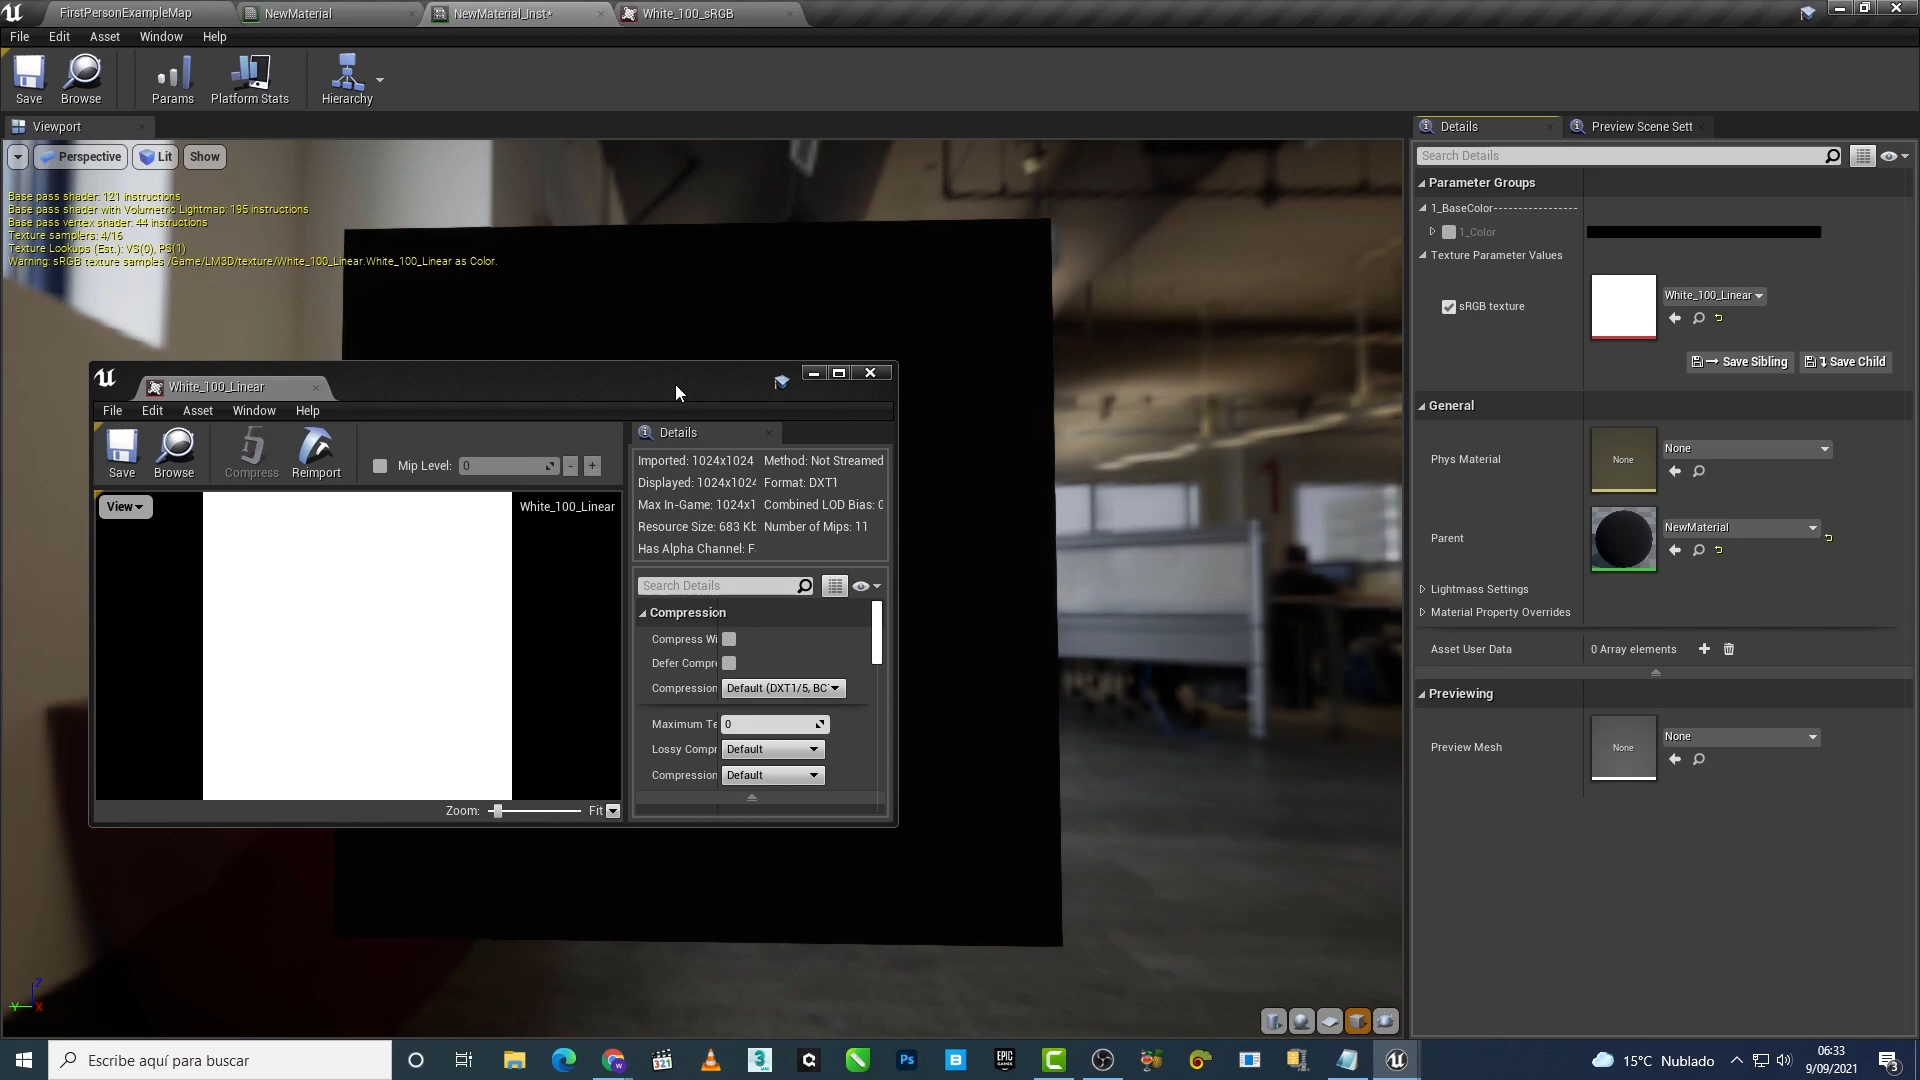 FirstPersonExampleMap
NewMaterial
NewMaterial_Inst*
White_100_sRGB
File Edit Asset Window Help
Save Browse Params Platform Stats Hierarchy
Viewport
Perspective Lit Show
Base pass shader: 121 instructions
Base pass shader with Volumetric Lightmap: 195 instructions
Base pass vertex shader: 44 instructions
Texture samplers: 4/16
Texture Lookups (Est.): VS(0), PS(1)
Warning: sRGB texture samples /Game/LM3D/texture/White_100_Linear.White_100_Linear as Color.
White_100_Linear
File Edit Asset Window Help
Save Browse Compress Reimport
Mip Level: 0 - +
View
White_100_Linear
Zoom: Fit
Details
Imported: 1024x1024 Method: Not Streamed
Displayed: 1024x1024 Format: DXT1
Max In-Game: 1024x1 Combined LOD Bias: 0
Resource Size: 683 Kb Number of Mips: 11
Has Alpha Channel: F
Search Details
Compression
Compress Wi
Defer Compre
Compression Default (DXT1/5, BC
Maximum Te 0
Lossy Compr Default
Compression Default
Details
Preview Scene Sett
Search Details
Parameter Groups
1_BaseColor-----------------
1_Color
Texture Parameter Values
sRGB texture White_100_Linear
Save Sibling Save Child
General
Phys Material None None
Parent NewMaterial
Lightmass Settings
Material Property Overrides
Asset User Data 0 Array elements
Previewing
Preview Mesh None None
Z
Y X
Escribe aquí para buscar
321
3
Ps
B
EPIC GAMES
15°C Nublado
06:33
9/09/2021
3